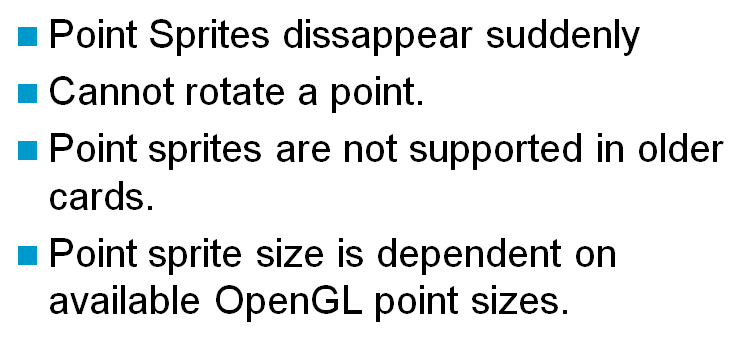 Point Sprites dissappear suddenly
Cannot rotate a point.
Point sprites are not supported in older
cards.
Point sprite size is dependent on
available OpenGL point sizes.